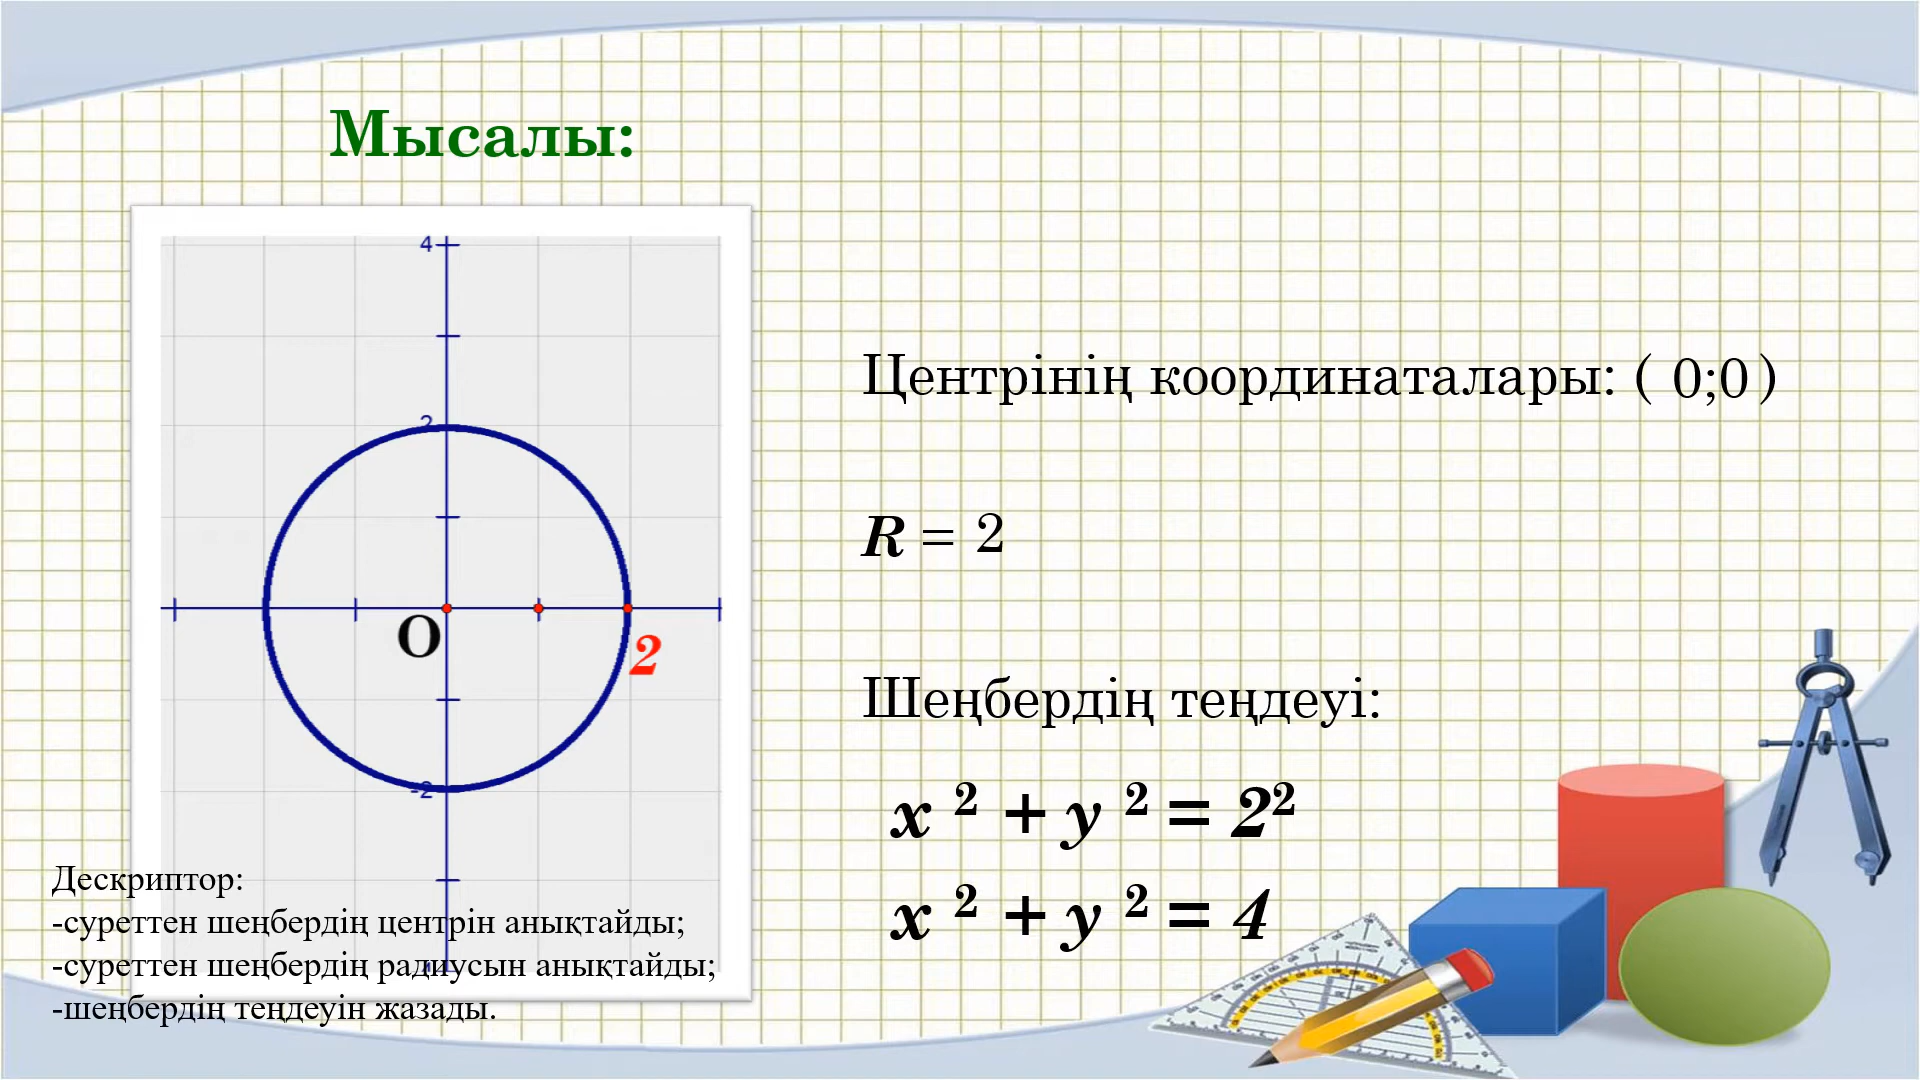 Мысалы:
4
2
О
2
-2
Центрінің координаталары: ( 0;0 )
R = 2
Шеңбердің теңдеуі:
x ² + y ² = 2²
x ² + y ² = 4
Дескриптор:
-суреттен шеңбердің центрін анықтайды;
-суреттен шеңбердің радиусын анықтайды;
-шеңбердің теңдеуін жазады.